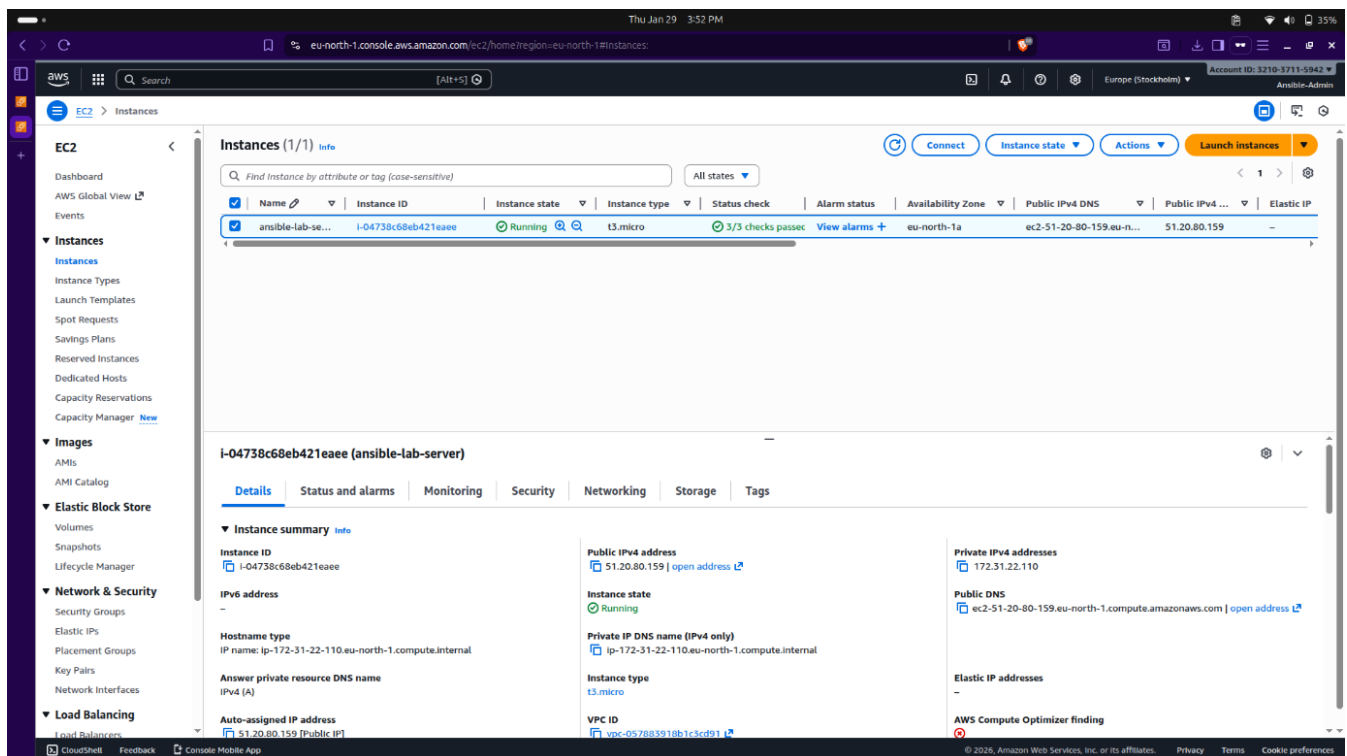 Thu Jan 29 3:52 PM
35%
eu-north-1.console.aws.amazon.com/ec2/home?region=eu-north-1#Instances:
aws
Search
[Alt+S]
Europe (Stockholm)
Account ID: 3210-3711-5942
Ansible-Admin
EC2 > Instances
EC2
Dashboard
AWS Global View
Events
Instances
Instances
Instance Types
Launch Templates
Spot Requests
Savings Plans
Reserved Instances
Dedicated Hosts
Capacity Reservations
Capacity Manager New
Images
AMIs
AMI Catalog
Elastic Block Store
Volumes
Snapshots
Lifecycle Manager
Network & Security
Security Groups
Elastic IPs
Placement Groups
Key Pairs
Network Interfaces
Load Balancing
Load Balancers
Instances (1/1) Info
Connect
Instance state
Actions
Launch instances
Find Instance by attribute or tag (case-sensitive)
All states
1
Name Instance ID Instance state Instance type Status check Alarm status Availability Zone Public IPv4 DNS Public IPv4 ... Elastic IP
ansible-lab-se... i-04738c68eb421eaee Running t3.micro 3/3 checks passec View alarms + eu-north-1a ec2-51-20-80-159.eu-n... 51.20.80.159 –
i-04738c68eb421eaee (ansible-lab-server)
Details Status and alarms Monitoring Security Networking Storage Tags
Instance summary Info
Instance ID
i-04738c68eb421eaee
Public IPv4 address
51.20.80.159 | open address
Private IPv4 addresses
172.31.22.110
IPv6 address
–
Instance state
Running
Public DNS
ec2-51-20-80-159.eu-north-1.compute.amazonaws.com | open address
Hostname type
IP name: ip-172-31-22-110.eu-north-1.compute.internal
Private IP DNS name (IPv4 only)
ip-172-31-22-110.eu-north-1.compute.internal
Answer private resource DNS name
IPv4 (A)
Instance type
t3.micro
Elastic IP addresses
–
Auto-assigned IP address
51.20.80.159 [Public IP]
VPC ID
vpc-057883918b1c3cd91
AWS Compute Optimizer finding
CloudShell Feedback Console Mobile App
© 2026, Amazon Web Services, Inc. or its affiliates. Privacy Terms Cookie preferences